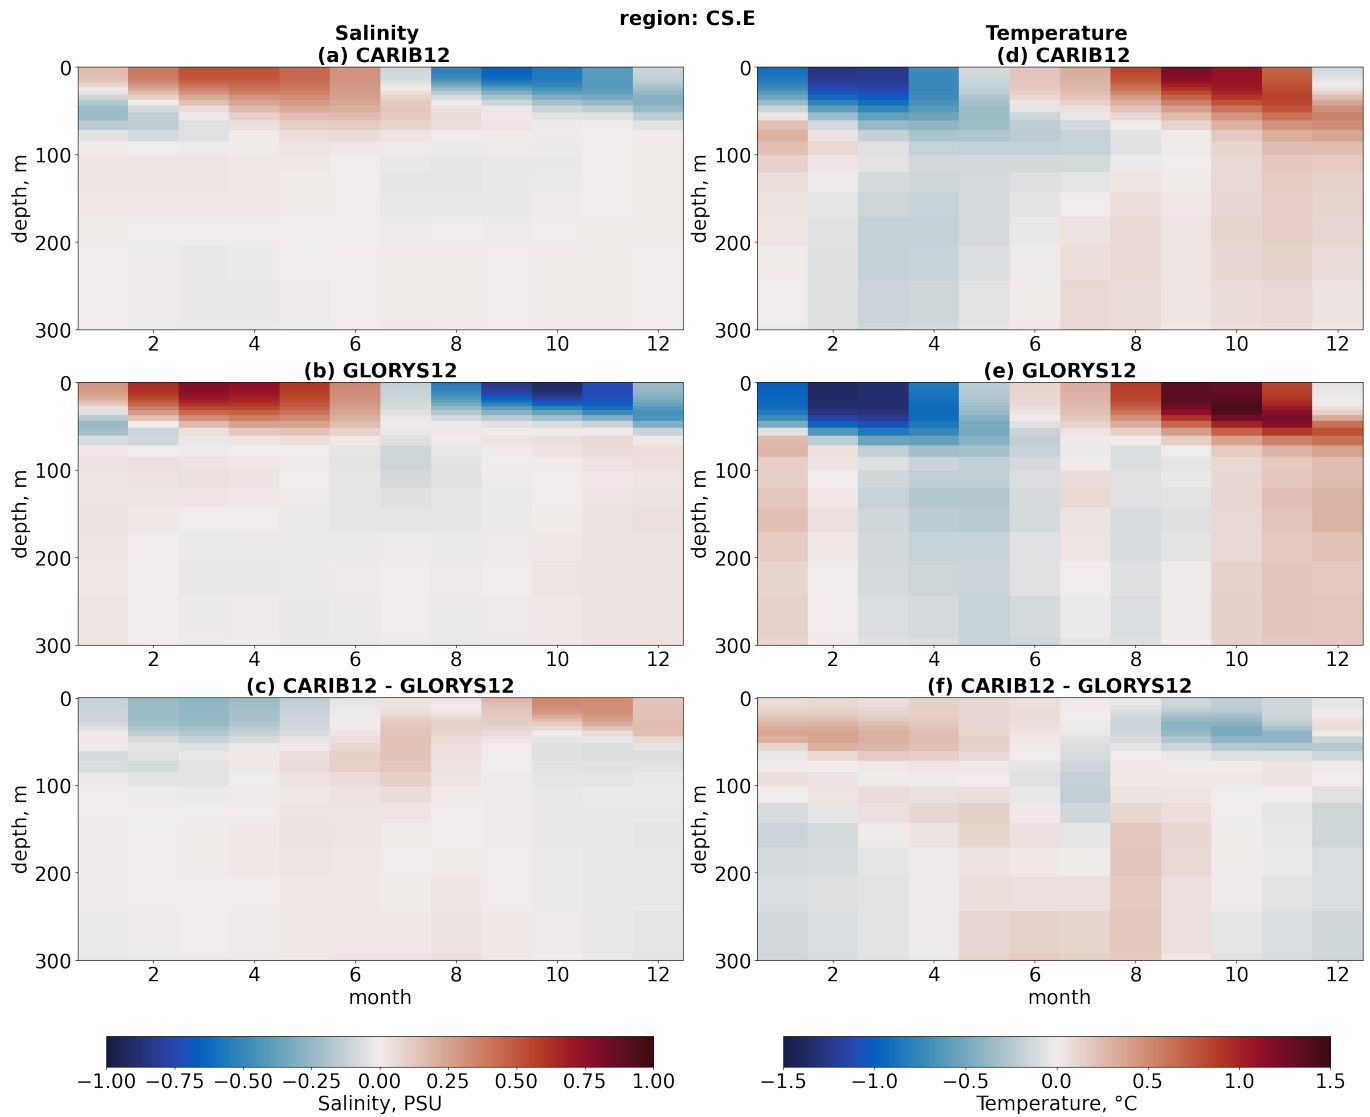 region: CS.E
Salinity
(a) CARIB12
Temperature
(d) CARIB12
0
100
200
300
depth, m
2 4 6 8 10 12
0
100
200
300
depth, m
2 4 6 8 10 12
(b) GLORYS12
0
100
200
300
depth, m
2 4 6 8 10 12
(e) GLORYS12
0
100
200
300
depth, m
2 4 6 8 10 12
(c) CARIB12 - GLORYS12
0
100
200
300
depth, m
2 4 6 8 10 12
month
(f) CARIB12 - GLORYS12
0
100
200
300
depth, m
2 4 6 8 10 12
month
−1.00 −0.75 −0.50 −0.25 0.00 0.25 0.50 0.75 1.00
Salinity, PSU
−1.5 −1.0 −0.5 0.0 0.5 1.0 1.5
Temperature, °C